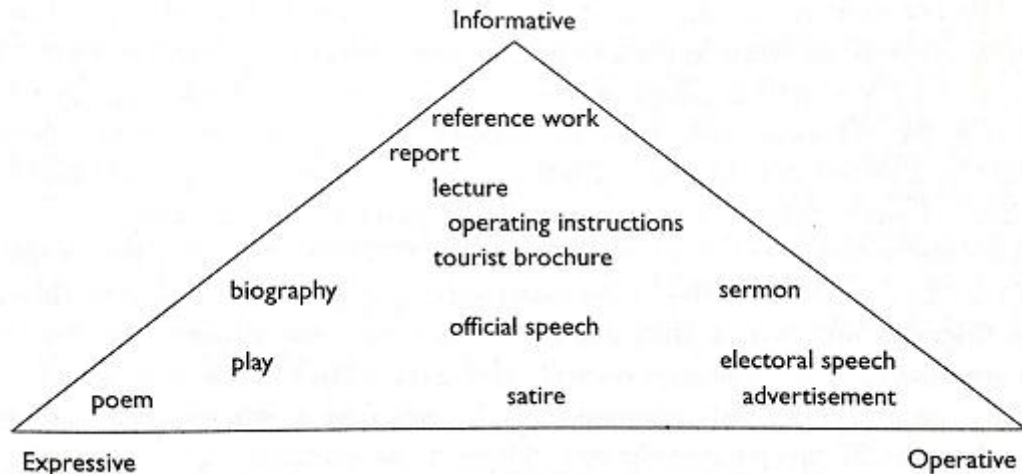 Informative
reference work
report
lecture
operating instructions
tourist brochure
biography
sermon
official speech
play
electoral speech
poem
satire
advertisement
Expressive
Operative